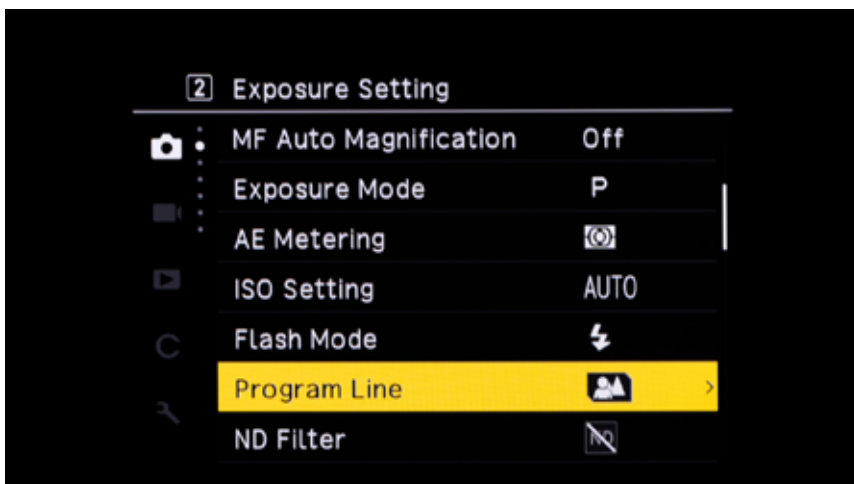 2 Exposure Setting
MF Auto Magnification Off
Exposure Mode P
AE Metering
ISO Setting AUTO
Flash Mode
Program Line
ND Filter ND
C